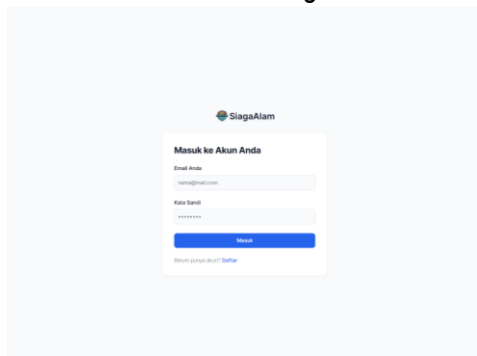 SiagaAlam
Masuk ke Akun Anda
Email Anda
nama@mail.com
Kata Sandi
••••••••
Masuk
Belum punya akun? Daftar